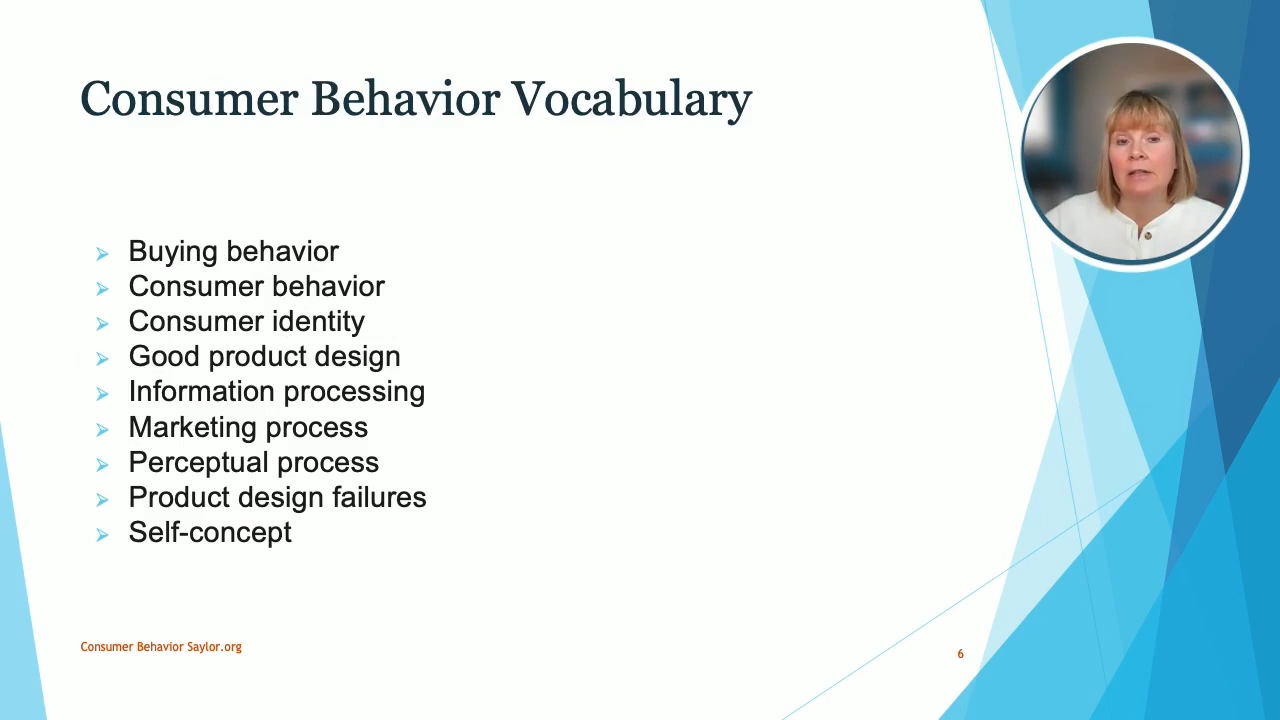 Consumer Behavior Vocabulary
Buying behavior
Consumer behavior
Consumer identity
Good product design
Information processing
Marketing process
Perceptual process
Product design failures
Self-concept
Consumer Behavior Saylor.org
6